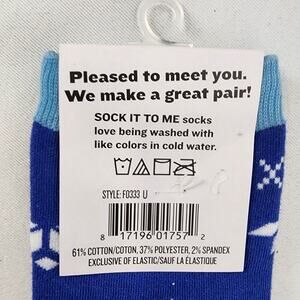 Pleased to meet you.
We make a great pair!
SOCK IT TO ME socks
love being washed with
like colors in cold water.
STYLE: F0333 U
8 17196 01757 2
61% COTTON/COTON, 37% POLYESTER, 2% SPANDEX
EXCLUSIVE OF ELASTIC/SAUF LA ÉLASTIQUE